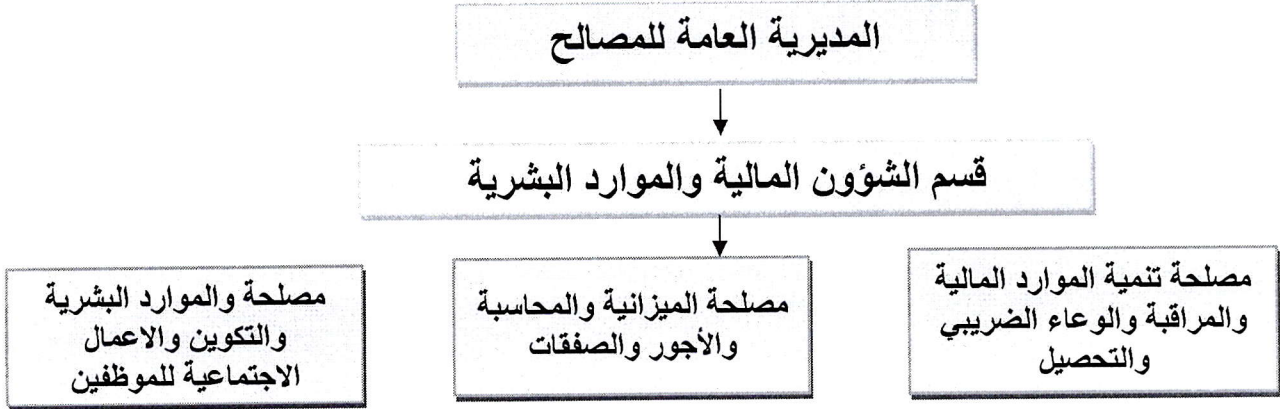 المديرية العامة للمصالح
قسم الشؤون المالية والموارد البشرية
مصلحة تنمية الموارد المالية
والمراقبة والوعاء الضريبي
والتحصيل
مصلحة الميزانية والمحاسبة
والأجور والصفقات
مصلحة والموارد البشرية
والتكوين والاعمال
الاجتماعية للموظفين